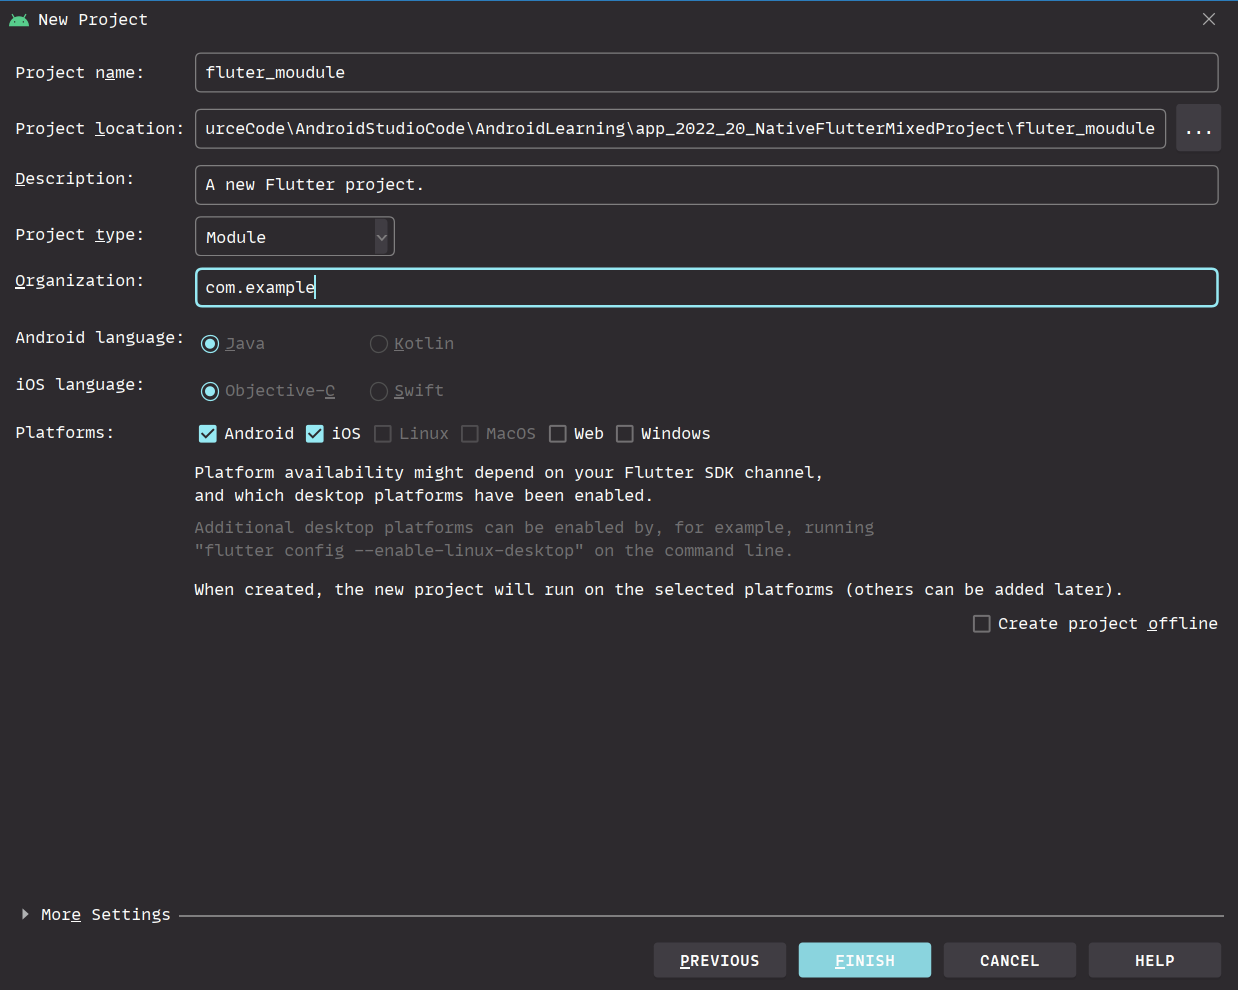 New Project
Project name: fluter_moudule
Project location: urceCode\AndroidStudioCode\AndroidLearning\app_2022_20_NativeFlutterMixedProject\fluter_moudule ...
Description: A new Flutter project.
Project type: Module
Organization: com.example
Android language: Java Kotlin
iOS language: Objective-C Swift
Platforms: Android iOS Linux MacOS Web Windows
Platform availability might depend on your Flutter SDK channel,
and which desktop platforms have been enabled.
Additional desktop platforms can be enabled by, for example, running
"flutter config --enable-linux-desktop" on the command line.
When created, the new project will run on the selected platforms (others can be added later).
Create project offline
More Settings
PREVIOUS FINISH CANCEL HELP